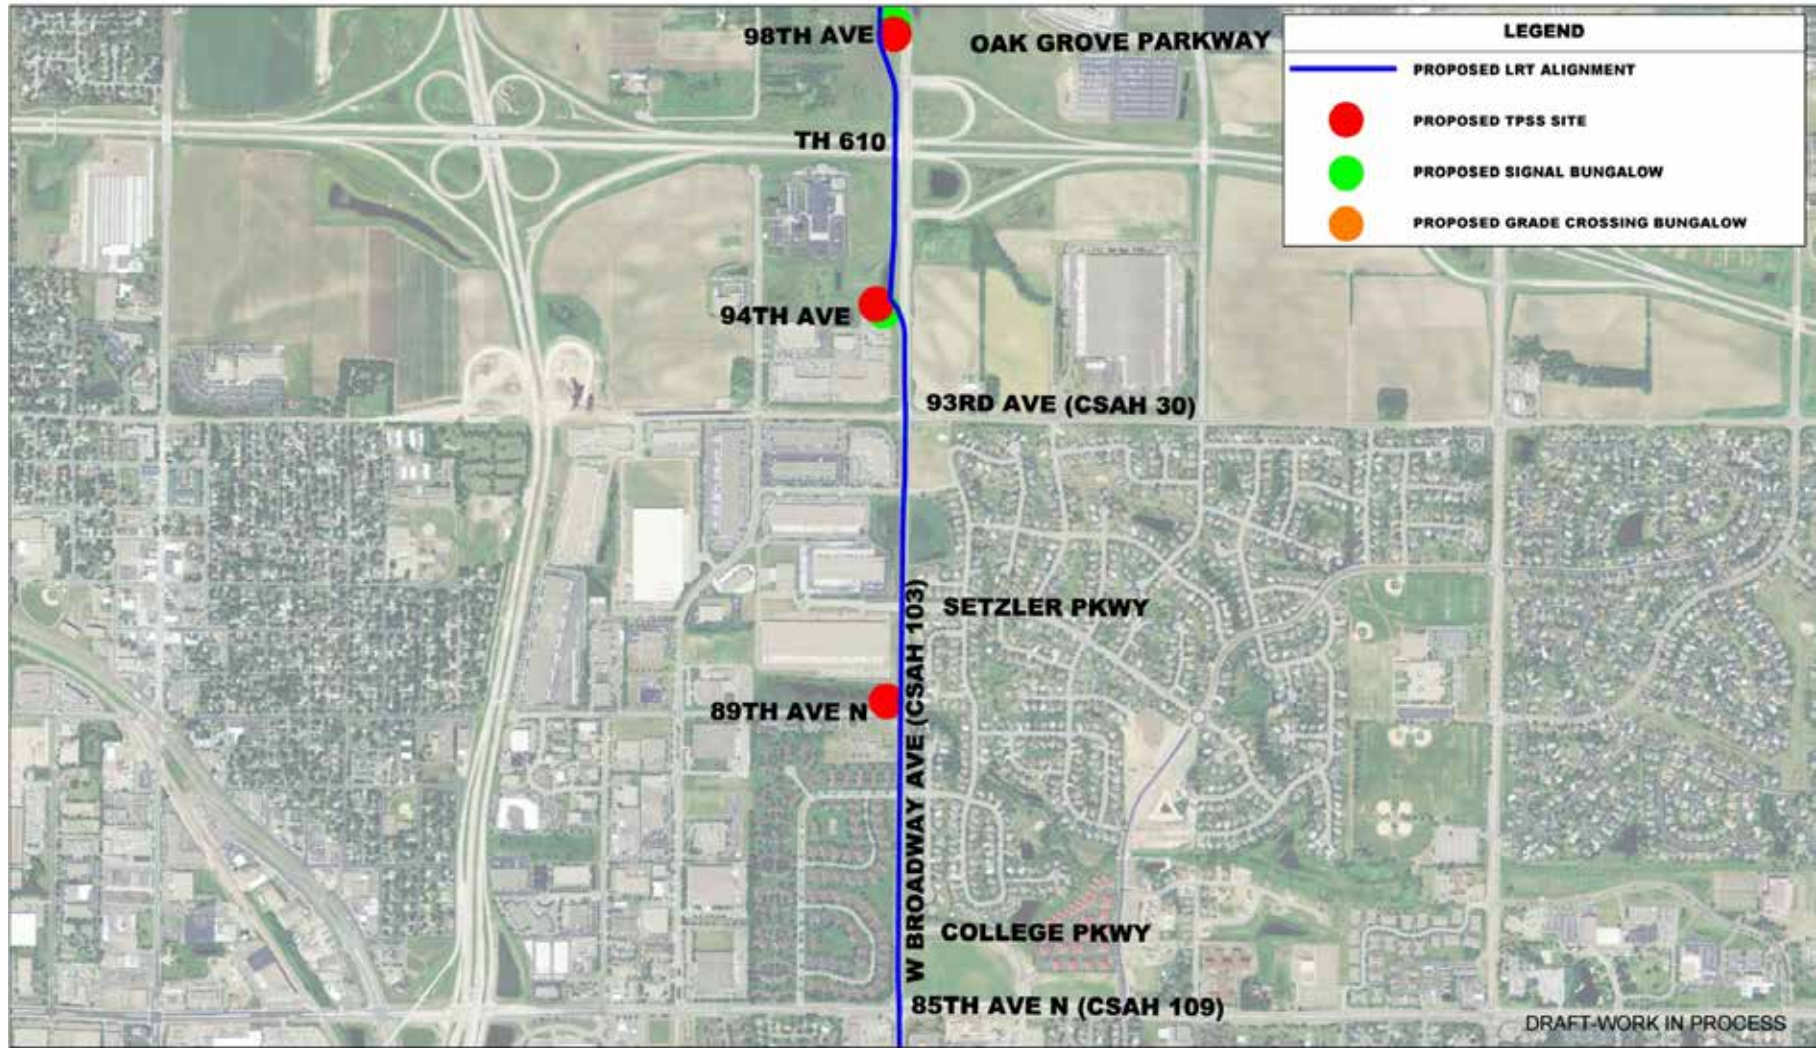 98TH AVE
OAK GROVE PARKWAY
LEGEND
PROPOSED LRT ALIGNMENT
PROPOSED TPSS SITE
PROPOSED SIGNAL BUNGALOW
PROPOSED GRADE CROSSING BUNGALOW
TH 610
94TH AVE
93RD AVE (CSAH 30)
SETZLER PKWY
W BROADWAY AVE (CSAH 103)
89TH AVE N
COLLEGE PKWY
85TH AVE N (CSAH 109)
DRAFT-WORK IN PROCESS